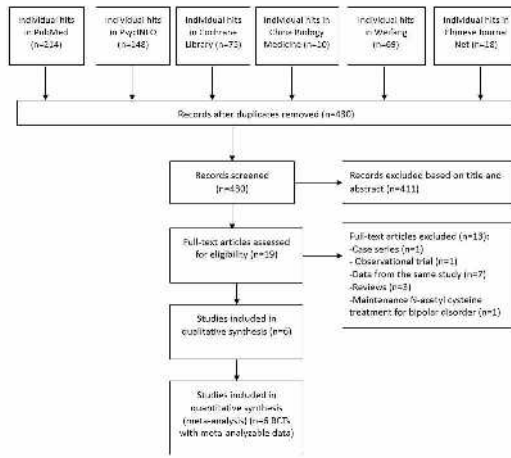 Individual hits
in PubMed
(n=214)
Individual hits
in PsycINFO
(n=148)
Individual hits
in Cochrane
Library (n=75)
Individual hits in
China Biology
Medicine (n=10)
Individual hits
in Wanfang
(n=69)
Individual hits in
Chinese Journal
Net (n=18)
Records after duplicates removed (n=430)
Records screened
(n=430)
Records excluded based on title and
abstract (n=411)
Full-text articles assessed
for eligibility (n=19)
Full-text articles excluded (n=13):
-Case series (n=1)
- Observational trial (n=1)
-Data from the same study (n=7)
-Reviews (n=3)
-Maintenance N-acetyl cysteine
treatment for bipolar disorder (n=1)
Studies included in
qualitative synthesis (n=6)
Studies included in
quantitative synthesis
(meta-analysis) (n=6 RCTs
with meta-analyzable data)